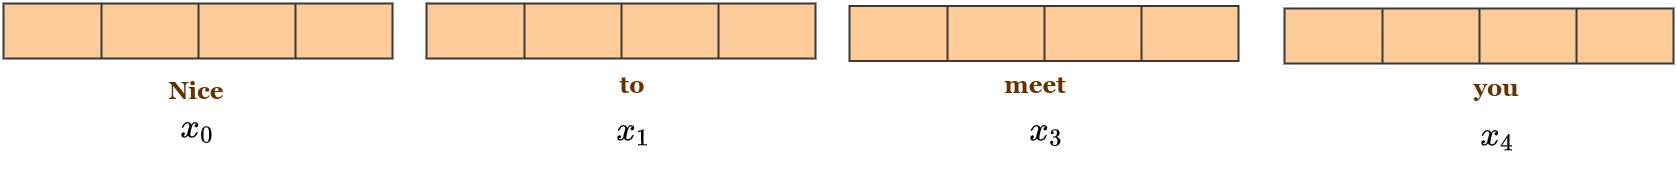 Nice to meet you
x₀ x₁ x₃ x₄